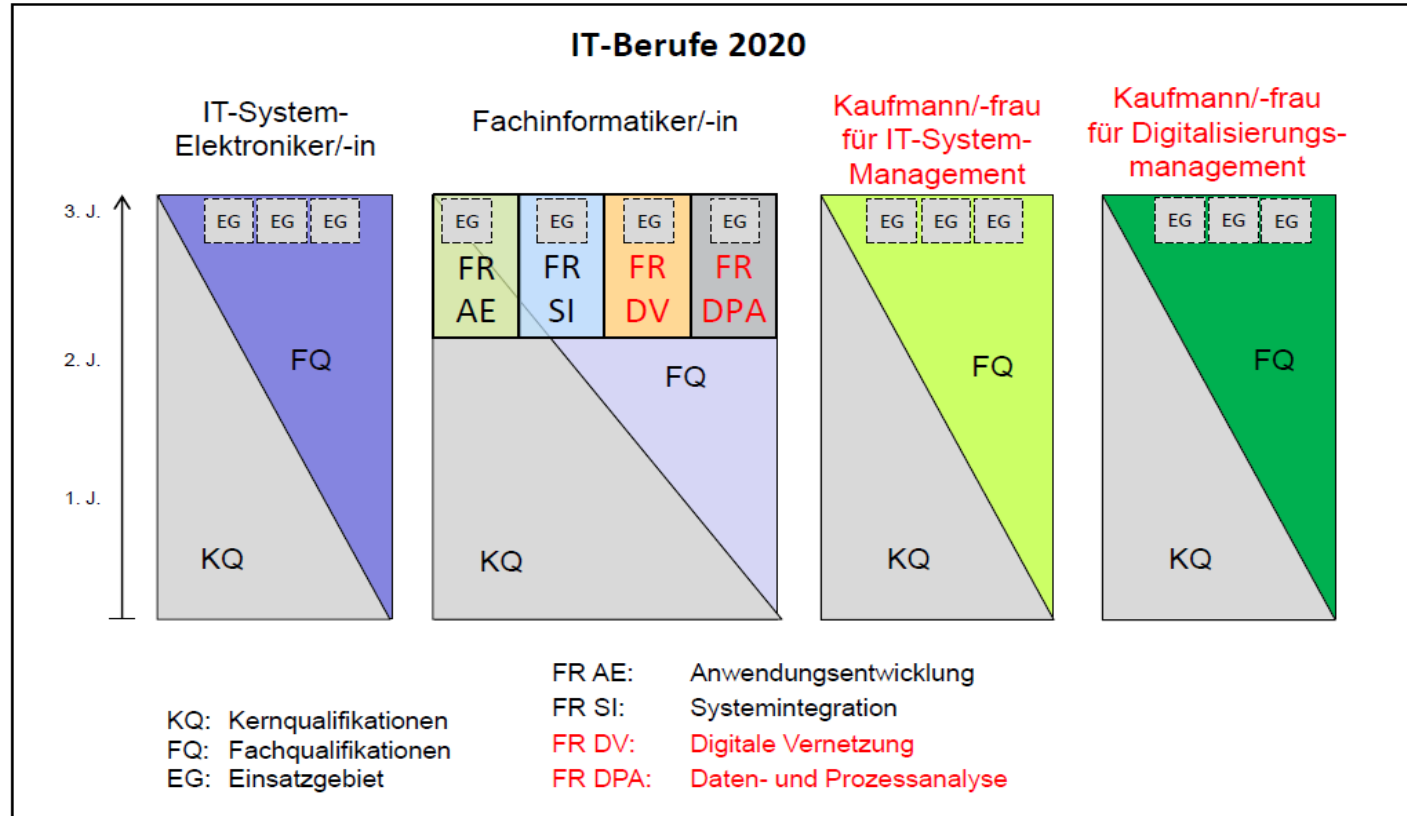 IT-Berufe 2020
IT-System-
Elektroniker/-in
Fachinformatiker/-in
Kaufmann/-frau
für IT-System-
Management
Kaufmann/-frau
für Digitalisierungs-
management
3. J.
2. J.
1. J.
EG EG EG
FQ
KQ
EG EG EG EG
FR FR FR FR
AE SI DV DPA
FQ
KQ
EG EG EG
FQ
KQ
EG EG EG
FQ
KQ
KQ: Kernqualifikationen
FQ: Fachqualifikationen
EG: Einsatzgebiet
FR AE: Anwendungsentwicklung
FR SI: Systemintegration
FR DV: Digitale Vernetzung
FR DPA: Daten- und Prozessanalyse